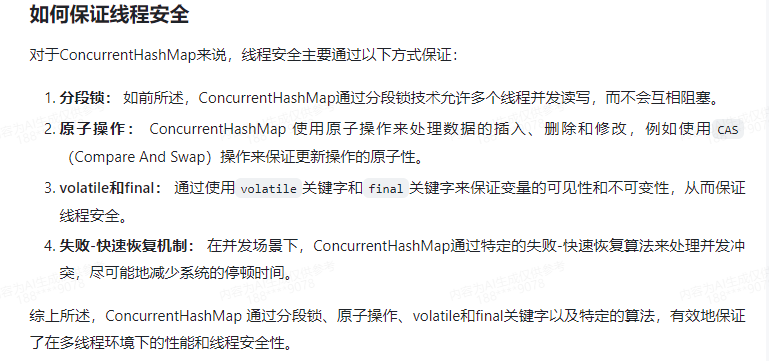 如何保证线程安全
对于ConcurrentHashMap来说，线程安全主要通过以下方式保证：
1. 分段锁： 如前所述，ConcurrentHashMap通过分段锁技术允许多个线程并发读写，而不会互相阻塞。
2. 原子操作： ConcurrentHashMap 使用原子操作来处理数据的插入、删除和修改，例如使用 CAS
（Compare And Swap）操作来保证更新操作的原子性。
3. volatile和final： 通过使用 volatile 关键字和 final 关键字来保证变量的可见性和不可变性，从而保证
线程安全。
4. 失败-快速恢复机制： 在并发场景下，ConcurrentHashMap通过特定的失败-快速恢复算法来处理并发冲
突，尽可能地减少系统的停顿时间。
综上所述，ConcurrentHashMap 通过分段锁、原子操作、volatile和final关键字以及特定的算法，有效地保证
了在多线程环境下的性能和线程安全性。